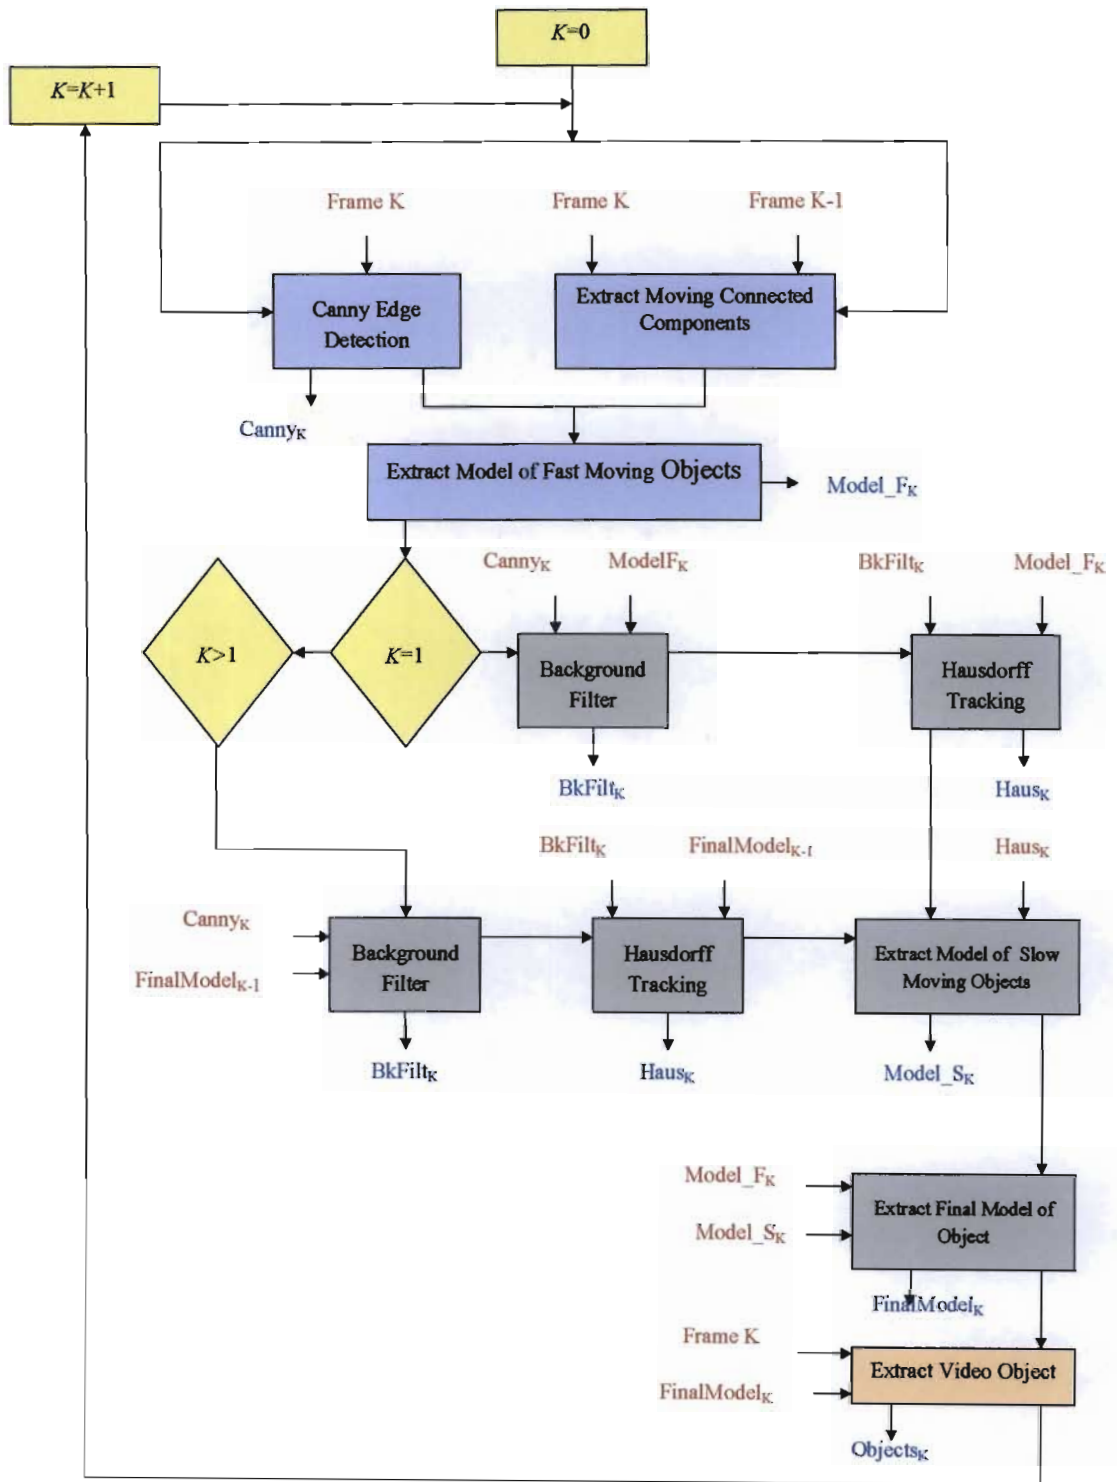 K=0
K=K+1
Frame K
Frame K
Frame K-1
Canny Edge
Detection
Extract Moving Connected
Components
CannyK
Extract Model of Fast Moving Objects
Model_FK
CannyK
ModelFK
BkFiltK
Model_FK
K>1
K=1
Background
Filter
Hausdorff
Tracking
BkFiltK
HausK
BkFiltK
FinalModelK-1
HausK
CannyK
FinalModelK-1
Background
Filter
Hausdorff
Tracking
Extract Model of Slow
Moving Objects
BkFiltK
HausK
Model_SK
Model_FK
Model_SK
Extract Final Model of
Object
FinalModelK
Frame K
FinalModelK
Extract Video Object
ObjectsK